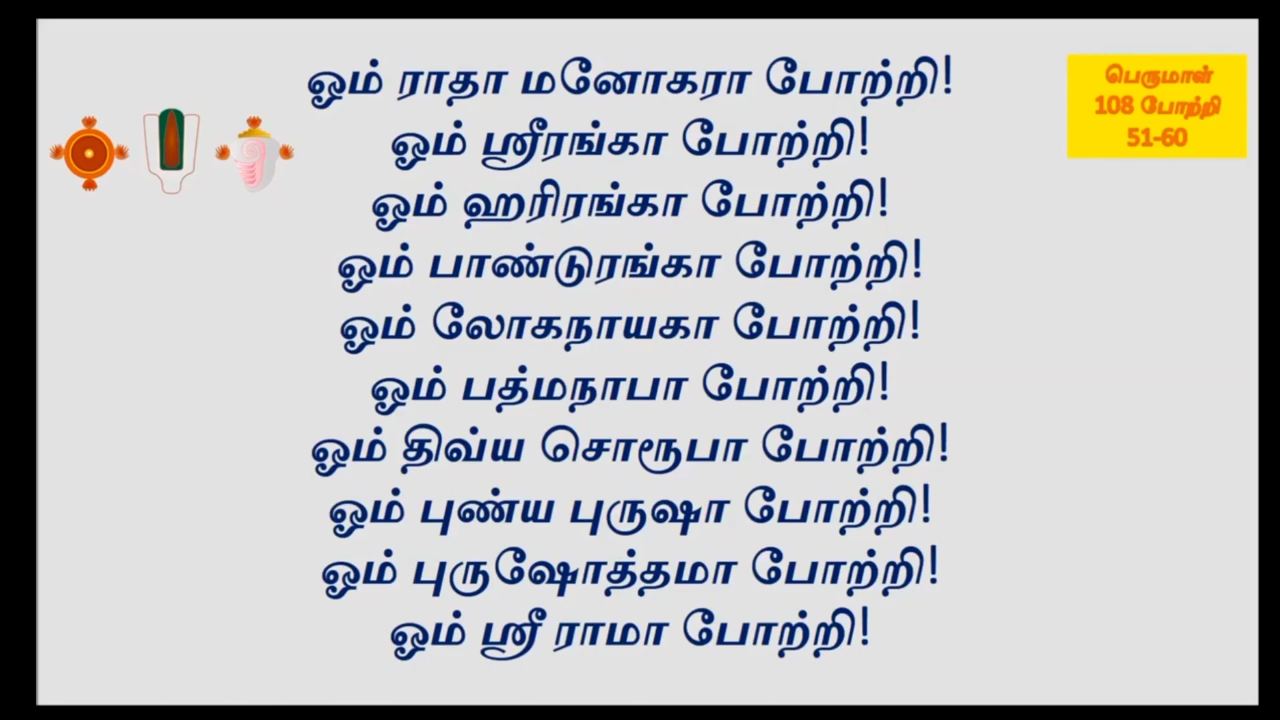 ஓம் ராதா மனோகரா போற்றி!
ஓம் ஸ்ரீரங்கா போற்றி!
ஓம் ஹரிரங்கா போற்றி!
ஓம் பாண்டுரங்கா போற்றி!
ஓம் லோகநாயகா போற்றி!
ஓம் பத்மநாபா போற்றி!
ஓம் திவ்ய சொரூபா போற்றி!
ஓம் புண்ய புருஷா போற்றி!
ஓம் புருஷோத்தமா போற்றி!
ஓம் ஸ்ரீ ராமா போற்றி!
பெருமாள்
108 போற்றி
51-60